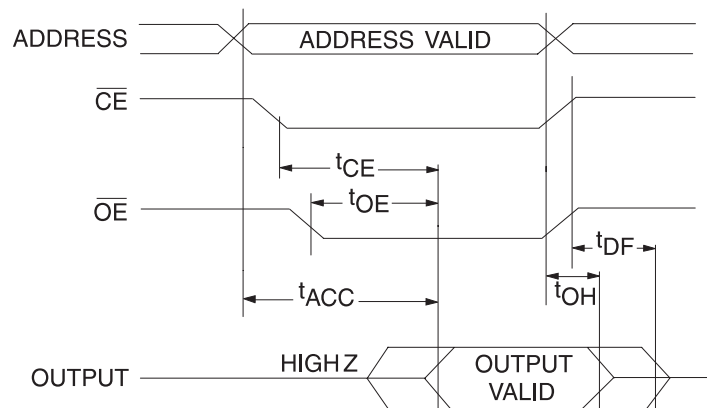 ADDRESS
ADDRESS VALID
CE
tCE
tOE
OE
tDF
tACC
tOH
HIGH Z
OUTPUT
OUTPUT
VALID